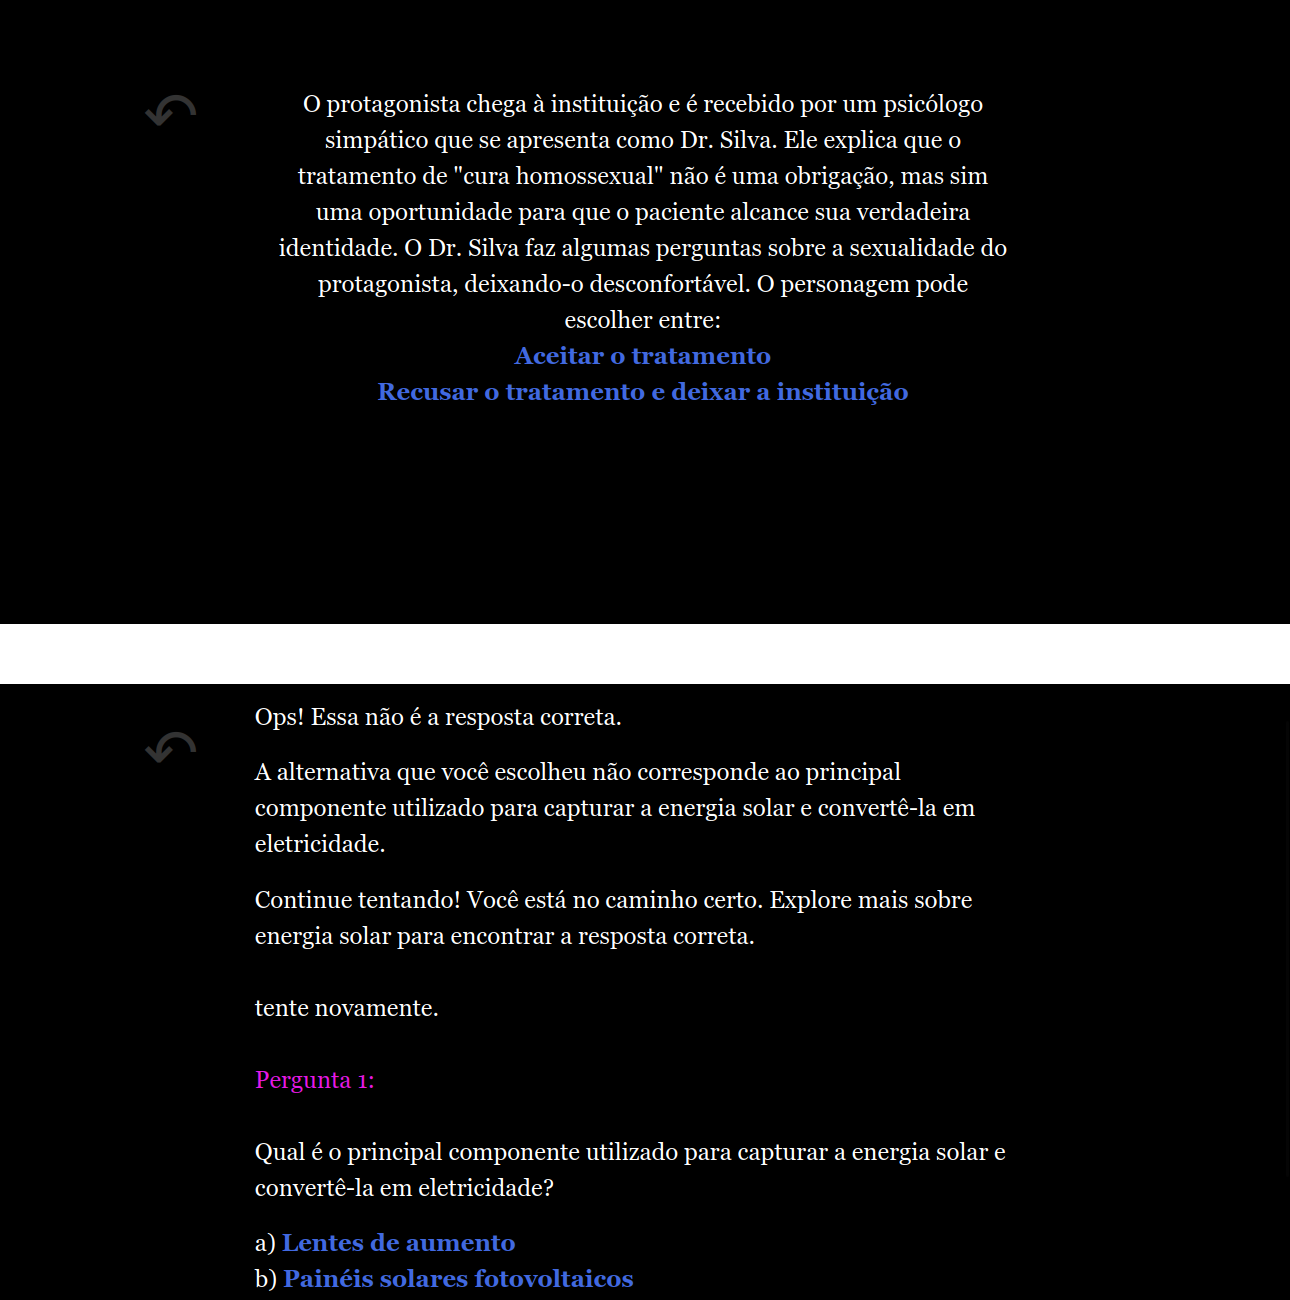 O protagonista chega à instituição e é recebido por um psicólogo
simpático que se apresenta como Dr. Silva. Ele explica que o
tratamento de "cura homossexual" não é uma obrigação, mas sim
uma oportunidade para que o paciente alcance sua verdadeira
identidade. O Dr. Silva faz algumas perguntas sobre a sexualidade do
protagonista, deixando-o desconfortável. O personagem pode
escolher entre:
Aceitar o tratamento
Recusar o tratamento e deixar a instituição
Ops! Essa não é a resposta correta.
A alternativa que você escolheu não corresponde ao principal
componente utilizado para capturar a energia solar e convertê-la em
eletricidade.
Continue tentando! Você está no caminho certo. Explore mais sobre
energia solar para encontrar a resposta correta.
tente novamente.
Pergunta 1:
Qual é o principal componente utilizado para capturar a energia solar e
convertê-la em eletricidade?
a) Lentes de aumento
b) Painéis solares fotovoltaicos